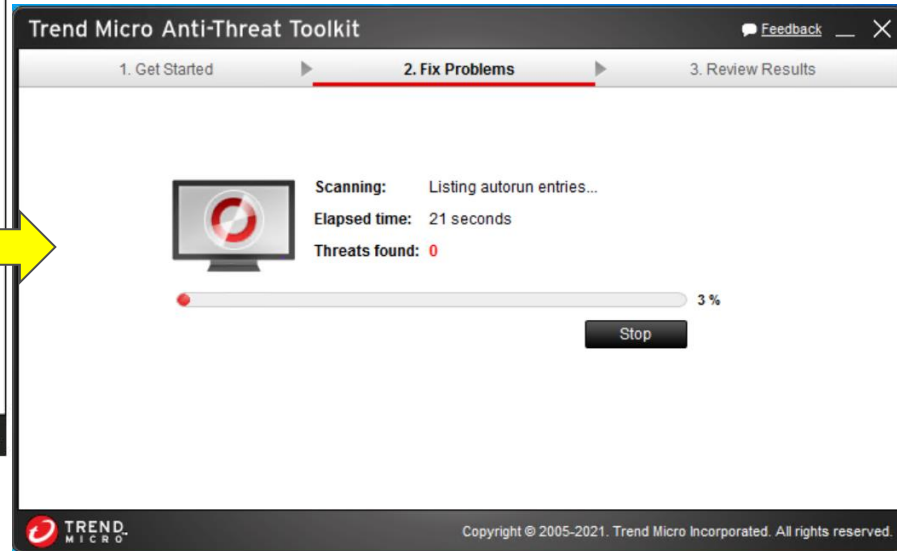 Trend Micro Anti-Threat Toolkit
Feedback
1. Get Started
2. Fix Problems
3. Review Results
Scanning: Listing autorun entries...
Elapsed time: 21 seconds
Threats found: 0
3 %
Stop
TREND
MICRO
Copyright © 2005-2021. Trend Micro Incorporated. All rights reserved.